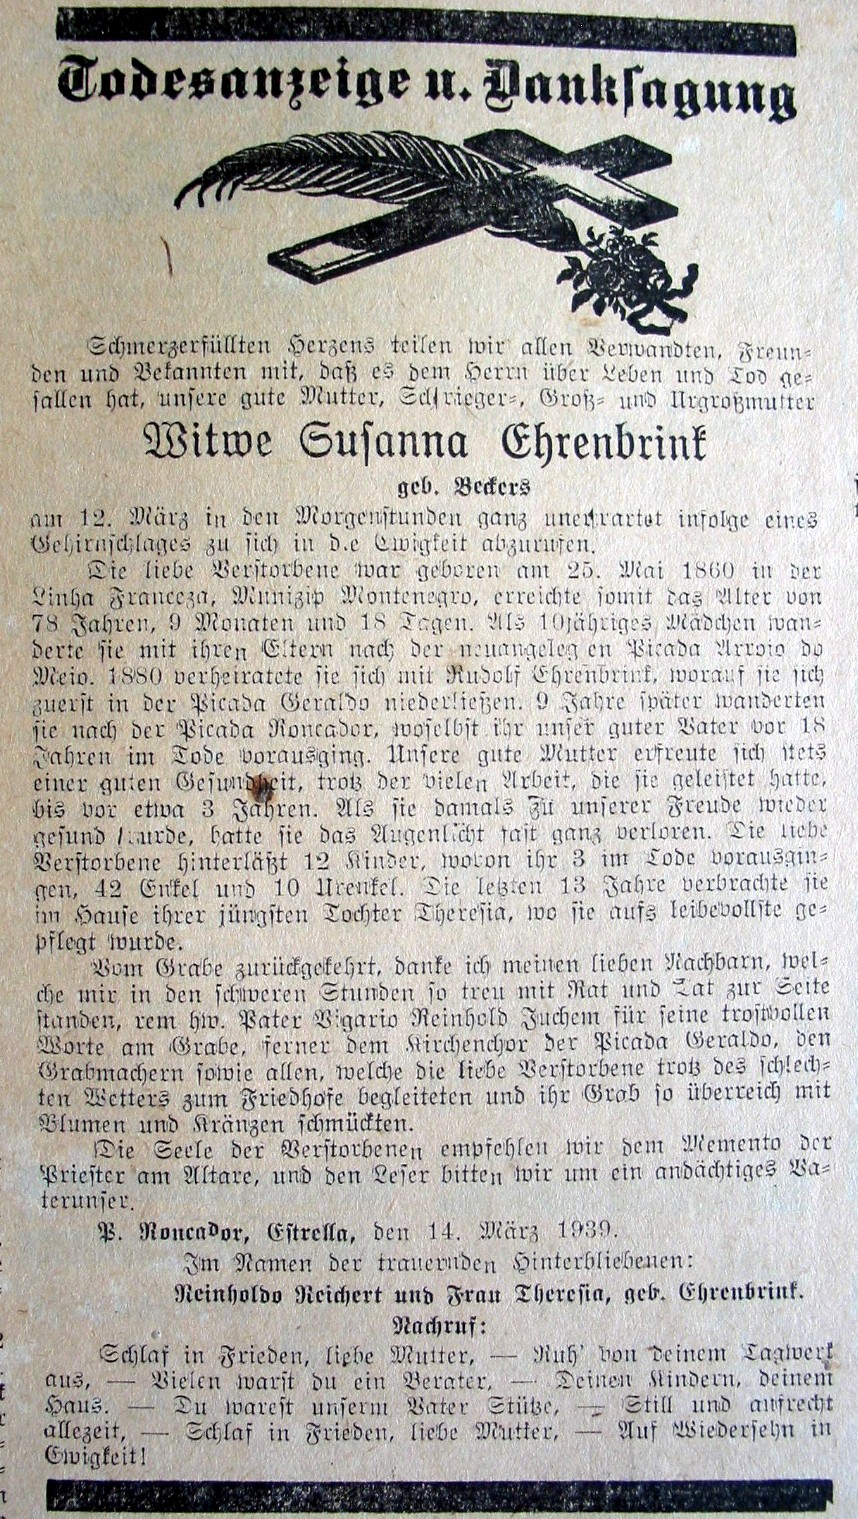 Todesanzeige u. Danksagung
Schmerzerfüllten Herzens teilen wir allen Verwandten, Freun-
den und Bekannten mit, daß es dem Herrn über Leben und Tod ge-
fallen hat, unsere gute Mutter, Schwieger-, Groß- und Urgroßmutter
Witwe Susanna Ehrenbrink
geb. Beckers
am 12. März in den Morgenstunden ganz unerwartet infolge eines
Gehirnschlages zu sich in die Ewigkeit abzurufen.
Die liebe Verstorbene war geboren am 25. Mai 1860 in der
Linha Franceza, Munizip Montenegro, erreichte somit das Alter von
78 Jahren, 9 Monaten und 18 Tagen. Als 10jähriges Mädchen wan-
derte sie mit ihren Eltern nach der neuangelegten Picada Arroio do
Meio. 1880 verheiratete sie sich mit Rudolf Ehrenbrink, worauf sie sich
zuerst in der Picada Geraldo niederließen. 9 Jahre später wanderten
sie nach der Picada Roncador, woselbst ihr unser guter Vater vor 18
Jahren im Tode vorausging. Unsere gute Mutter erfreute sich stets
einer guten Gesundheit, trotz der vielen Arbeit, die sie geleistet hatte,
bis vor etwa 3 Jahren. Als sie damals zu unserer Freude wieder
gesund wurde, hatte sie das Augenlicht fast ganz verloren. Die liebe
Verstorbene hinterläßt 12 Kinder, wovon ihr 3 im Tode vorausgin-
gen, 42 Enkel und 10 Urenkel. Die letzten 13 Jahre verbrachte sie
im Hause ihrer jüngsten Tochter Theresia, wo sie aufs leibevollste ge-
pflegt wurde.
Vom Grabe zurückgekehrt, danke ich meinen lieben Nachbarn, wel-
che mir in den schweren Stunden so treu mit Rat und Tat zur Seite
standen, rem hw. Pater Vigario Reinhold Juchem für seine trostvollen
Worte am Grabe, ferner dem Kirchenchor der Picada Geraldo, den
Grabmachern sowie allen, welche die liebe Verstorbene trotz des schlech-
ten Wetters zum Friedhofe begleiteten und ihr Grab so überreich mit
Blumen und Kränzen schmückten.
Die Seele der Verstorbenen empfehlen wir dem Memento der
Priester am Altare, und den Leser bitten wir um ein andächtiges Va-
terunser.
P. Roncador, Estrella, den 14. März 1939.
Im Namen der trauernden Hinterbliebenen:
Reinholdo Reichert und Frau Theresia, geb. Ehrenbrink.
Nachruf:
Schlaf in Frieden, liebe Mutter, — Ruh' von deinem Tagwerk
aus, — Vielen warst du ein Berater, — Deinen Kindern, deinem
Haus. — Du warest unserm Vater Stütze, — Still und aufrecht
allezeit, — Schlaf in Frieden, liebe Mutter, — Auf Wiedersehn in
Ewigkeit!